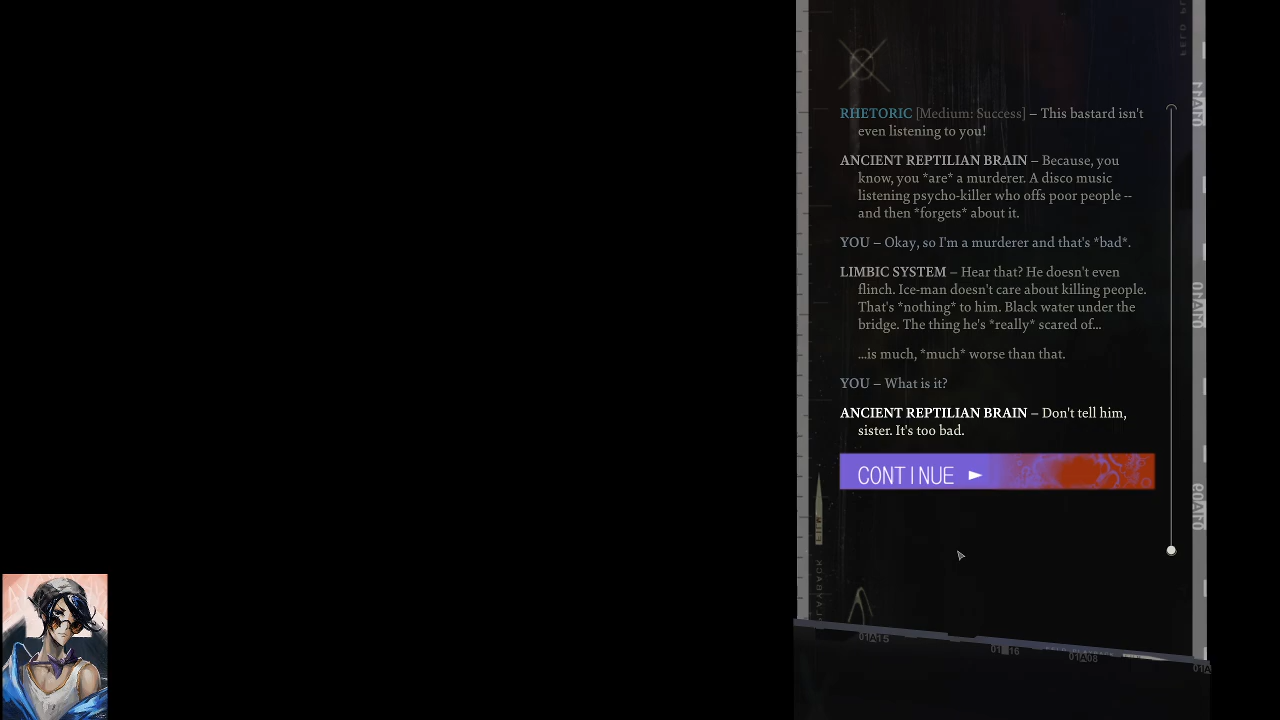 RHETORIC [Medium: Success] – This bastard isn't
even listening to you!
ANCIENT REPTILIAN BRAIN – Because, you
know, you *are* a murderer. A disco music
listening psycho-killer who offs poor people --
and then *forgets* about it.
YOU – Okay, so I'm a murderer and that's *bad*.
LIMBIC SYSTEM – Hear that? He doesn't even
flinch. Ice-man doesn't care about killing people.
That's *nothing* to him. Black water under the
bridge. The thing he's *really* scared of...
...is much, *much* worse than that.
YOU – What is it?
ANCIENT REPTILIAN BRAIN – Don't tell him,
sister. It's too bad.
CONTINUE
01A15
16
01A08